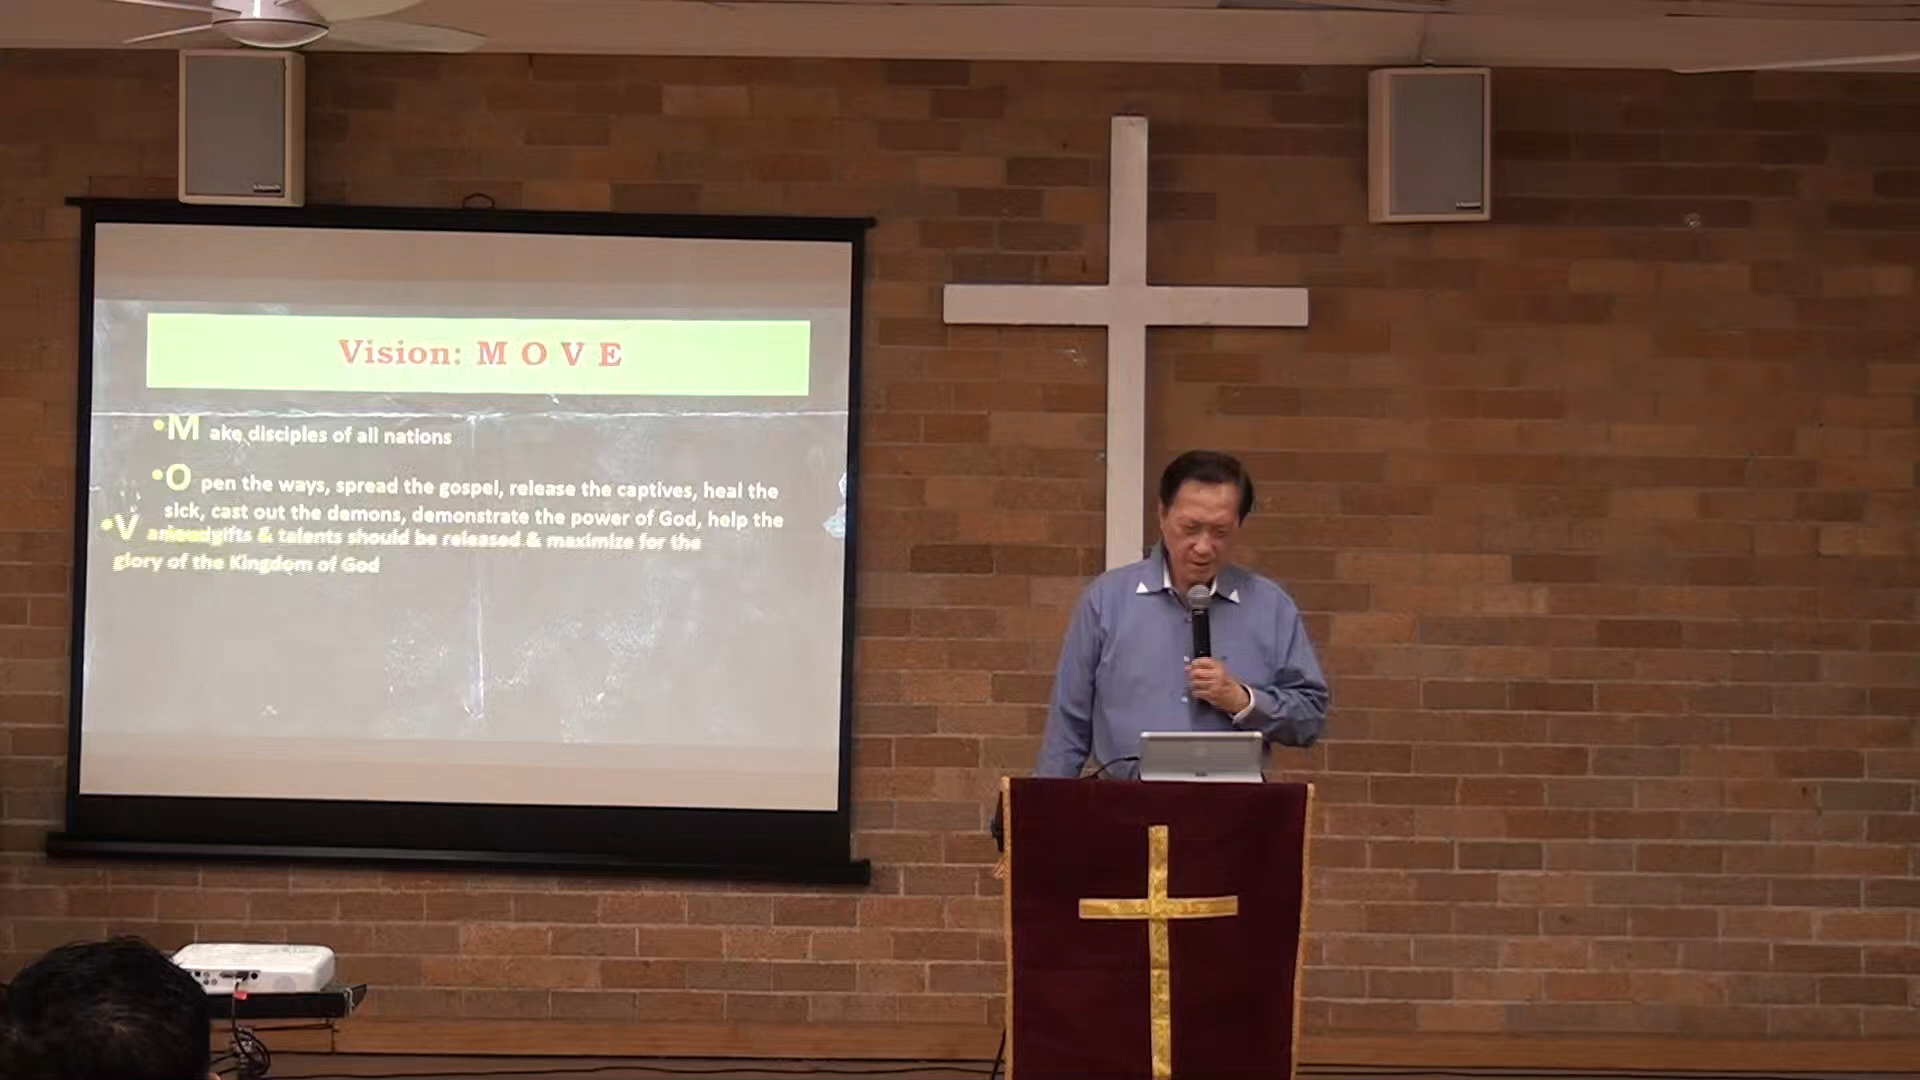 Vision: M O V E
•M ake disciples of all nations
•O pen the ways, spread the gospel, release the captives, heal the
sick, cast out the demons, demonstrate the power of God, help the
•V gifts & talents should be released & maximize for the
glory of the Kingdom of God